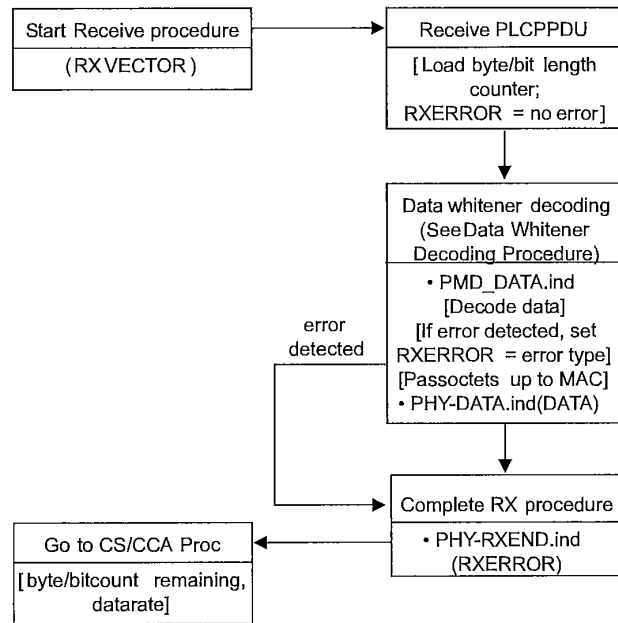 Start Receive procedure
(RXVECTOR)
Receive PLCPPDU
[Load byte/bit length
counter;
RXERROR = no error]
Data whitener decoding
(See Data Whitener
Decoding Procedure)
• PMD_DATA.ind
[Decode data]
[If error detected, set
RXERROR = error type]
[Passoctets up to MAC]
• PHY-DATA.ind(DATA)
error
detected
Complete RX procedure
• PHY-RXEND.ind
(RXERROR)
Go to CS/CCA Proc
[byte/bitcount remaining,
datarate]